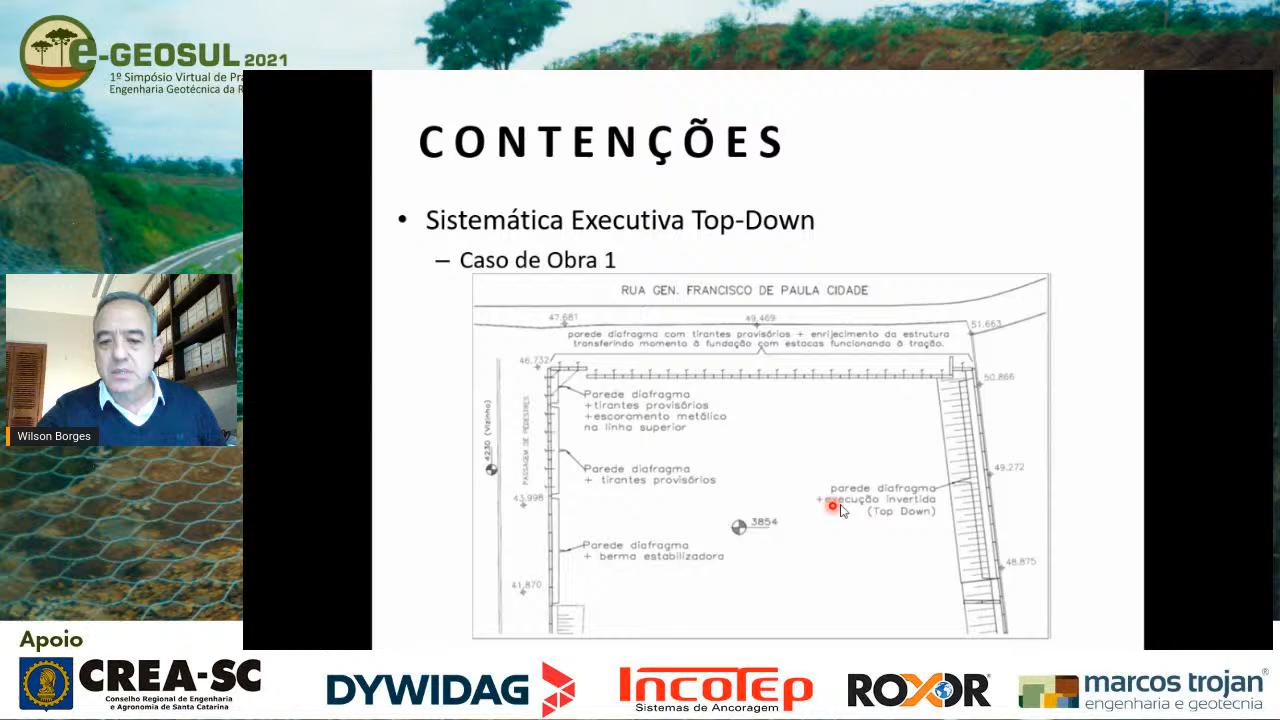 e-GEOSUL 2021
1º Simpósio Virtual de Pra
Engenharia Geotécnica da R
CONTENÇÕES
• Sistemática Executiva Top-Down
– Caso de Obra 1
RUA GEN. FRANCISCO DE PAULA CIDADE
47.681
49.469
51.663
parede diafragma com tirantes provisórios + enrijecimento da estrutura
transferindo momento à fundação com estacas funcionando à tração.
46.732
50.866
Parede diafragma
+tirantes provisórios
+escoramento metálico
na linha superior
4230 (Vizinho)
PASSAGEM DE PEDESTRES
Parede diafragma
+ tirantes provisórios
49.272
43.998
parede diafragma
+execução invertida
(Top Down)
3854
Parede diafragma
+ berma estabilizadora
48.875
41.870
Wilson Borges
Apoio
CREA-SC
Conselho Regional de Engenharia
e Agronomia de Santa Catarina
DYWIDAG
INCOTEP
Sistemas de Ancoragem
ROXOR®
marcos trojan®
engenharia e geotecnia